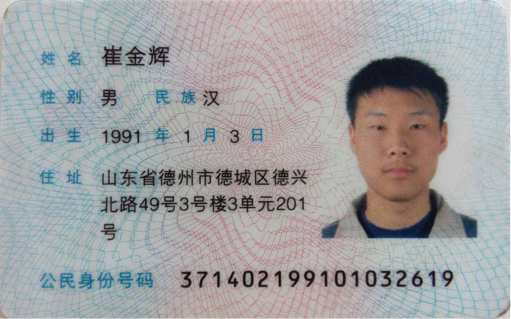 姓名 崔金辉
性别 男 民族 汉
出生 1991 年 1 月 3 日
住址 山东省德州市德城区德兴
北路49号3号楼3单元201
号
公民身份号码 371402199101032619